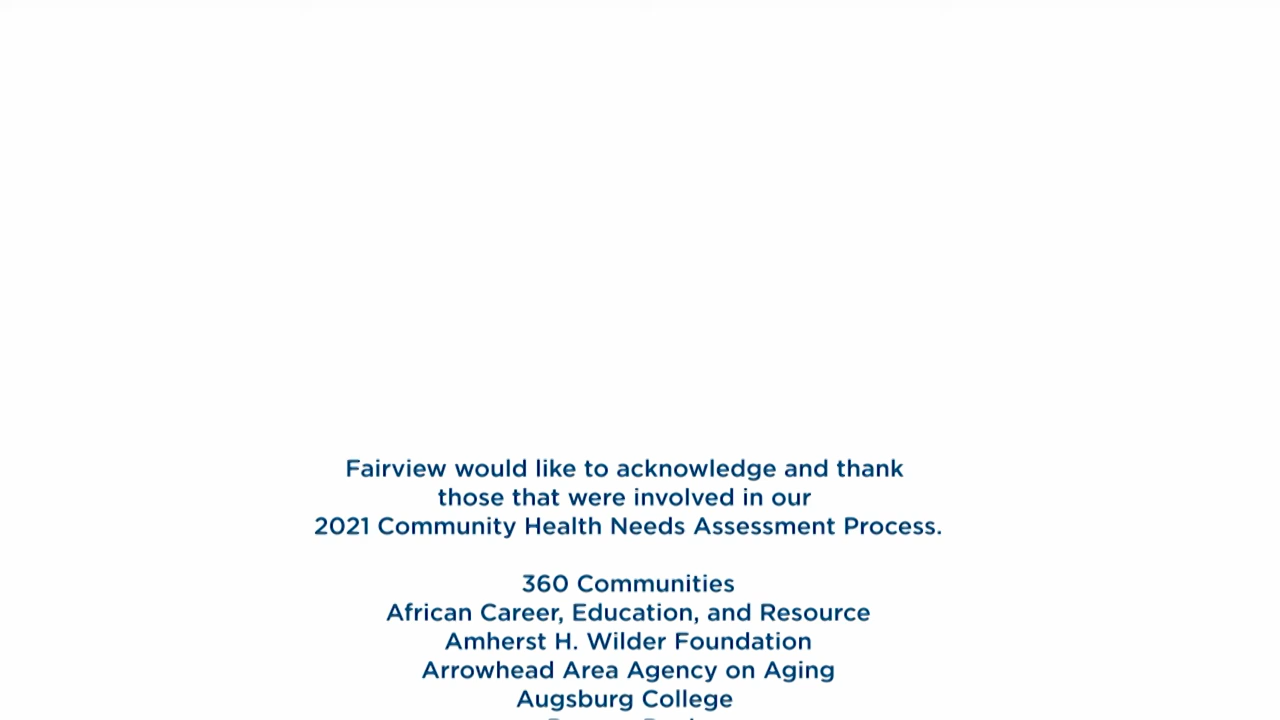 Fairview would like to acknowledge and thank
those that were involved in our
2021 Community Health Needs Assessment Process.
360 Communities
African Career, Education, and Resource
Amherst H. Wilder Foundation
Arrowhead Area Agency on Aging
Augsburg College